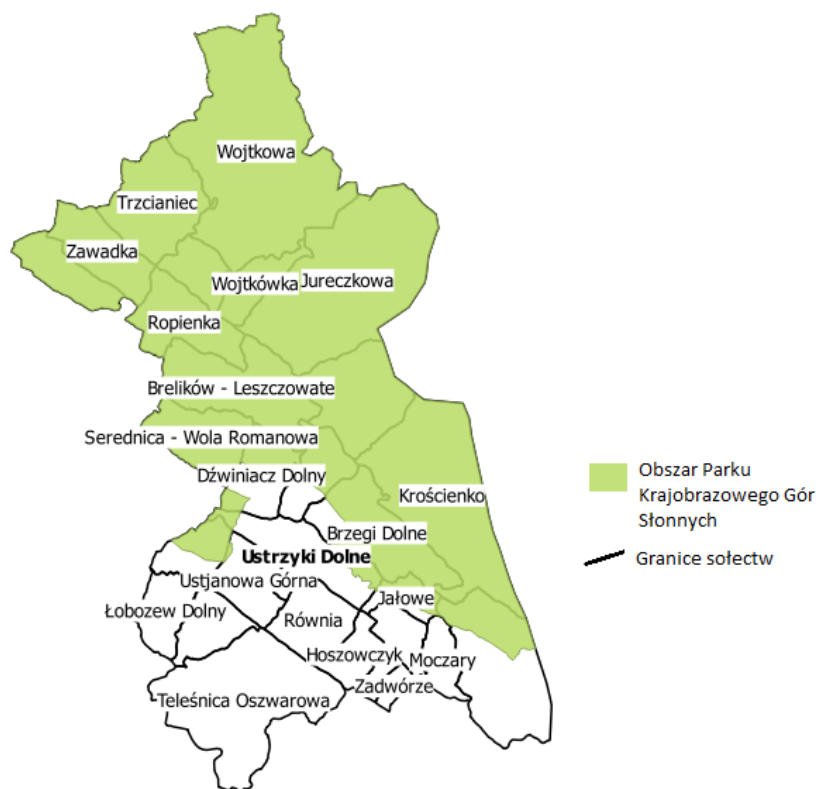 Wojtkowa
Trzcianiec
Zawadka
Wojtkówka
Jureczkowa
Ropienka
Brelików - Leszczowate
Serednica - Wola Romanowa
Dźwiniacz Dolny
Krościenko
Brzegi Dolne
Ustrzyki Dolne
Ustjanowa Górna
Jałowe
Łobozew Dolny
Równia
Hoszowczyk
Moczary
Zadwórze
Teleśnica Oszwarowa
Obszar Parku
Krajobrazowego Gór
Słonnych
Granice sołectw